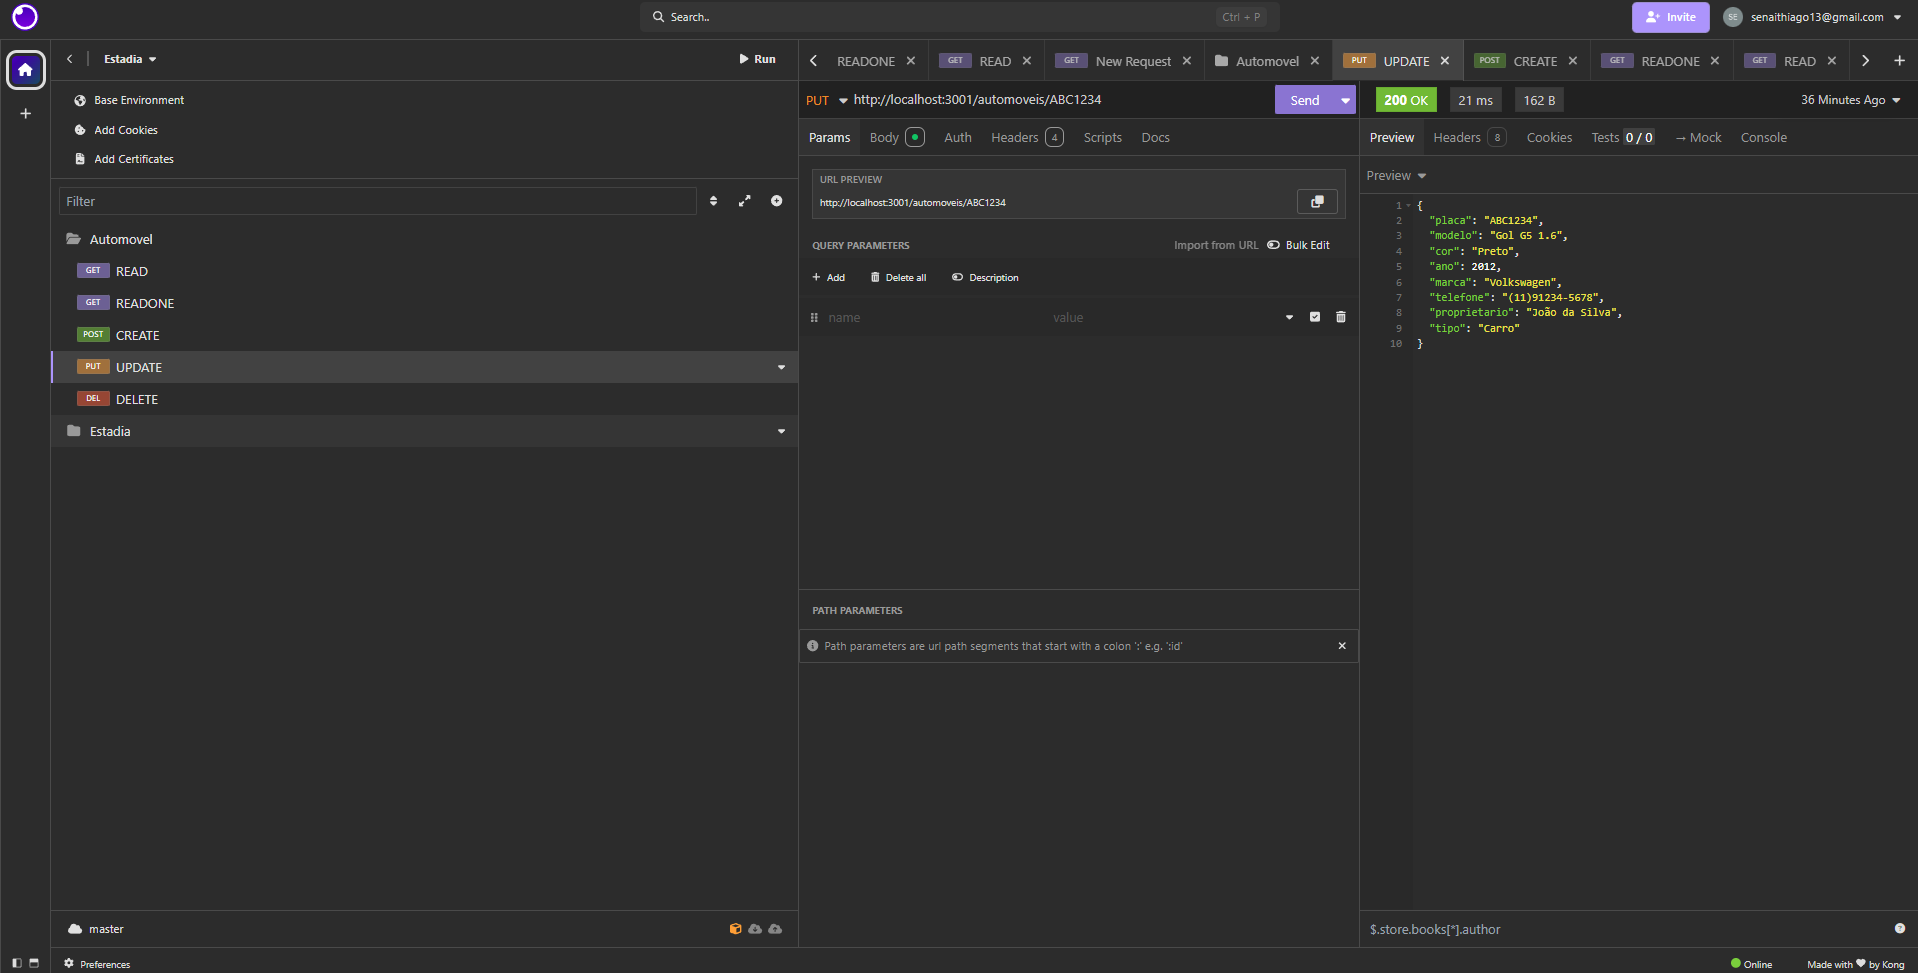 Search..
Ctrl + P
Invite
SE
senaithiago13@gmail.com
Estadia
Run
READONE
GET READ
GET New Request
Automovel
PUT UPDATE
POST CREATE
GET READONE
GET READ
Base Environment
Add Cookies
Add Certificates
Filter
Automovel
GET READ
GET READONE
POST CREATE
PUT UPDATE
DEL DELETE
Estadia
master
Preferences
PUT http://localhost:3001/automoveis/ABC1234
Send
Params Body Auth Headers 4 Scripts Docs
URL PREVIEW
http://localhost:3001/automoveis/ABC1234
QUERY PARAMETERS
Import from URL
Bulk Edit
+ Add
Delete all
Description
name value
PATH PARAMETERS
Path parameters are url path segments that start with a colon ':' e.g. ':id'
200 OK 21 ms 162 B
36 Minutes Ago
Preview Headers 8 Cookies Tests 0 / 0 → Mock Console
Preview
1 {
2 "placa": "ABC1234",
3 "modelo": "Gol G5 1.6",
4 "cor": "Preto",
5 "ano": 2012,
6 "marca": "Volkswagen",
7 "telefone": "(11)91234-5678",
8 "proprietario": "João da Silva",
9 "tipo": "Carro"
10 }
$.store.books[*].author
Online
Made with ♥ by Kong